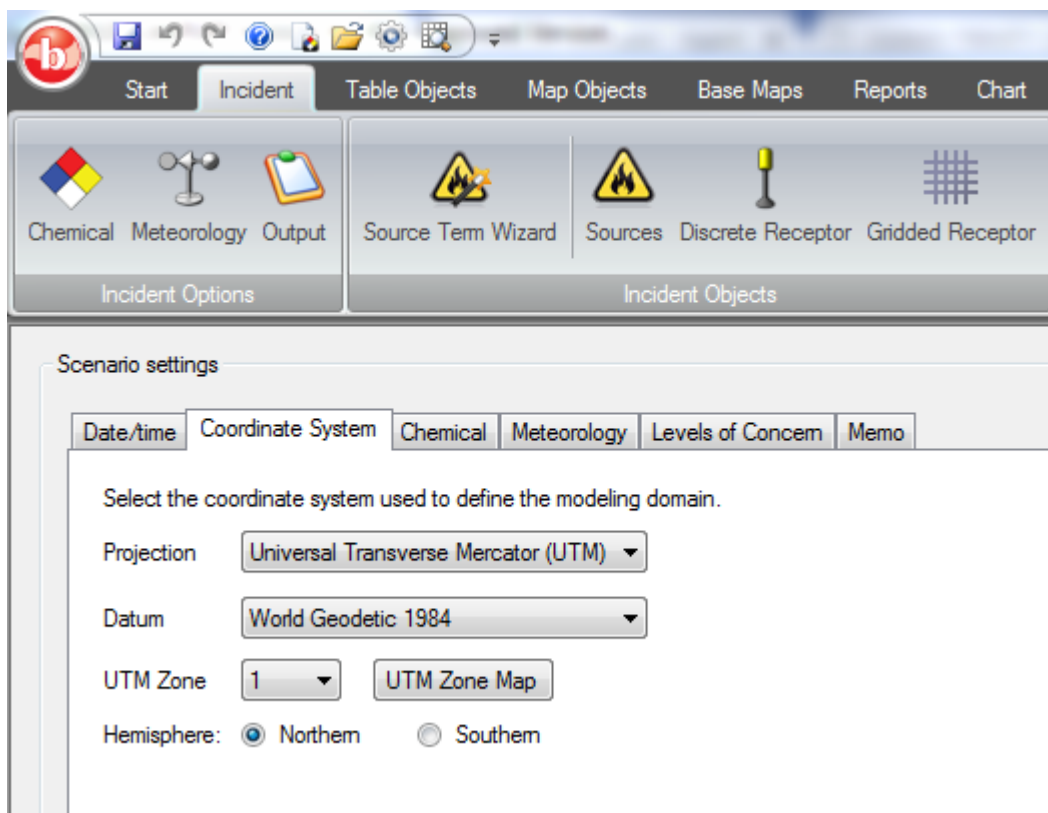 b
Start Incident Table Objects Map Objects Base Maps Reports Chart
Chemical Meteorology Output Source Term Wizard Sources Discrete Receptor Gridded Receptor
Incident Options Incident Objects
Scenario settings
Date/time Coordinate System Chemical Meteorology Levels of Concern Memo
Select the coordinate system used to define the modeling domain.
Projection Universal Transverse Mercator (UTM)
Datum World Geodetic 1984
UTM Zone 1 UTM Zone Map
Hemisphere: Northern Southern